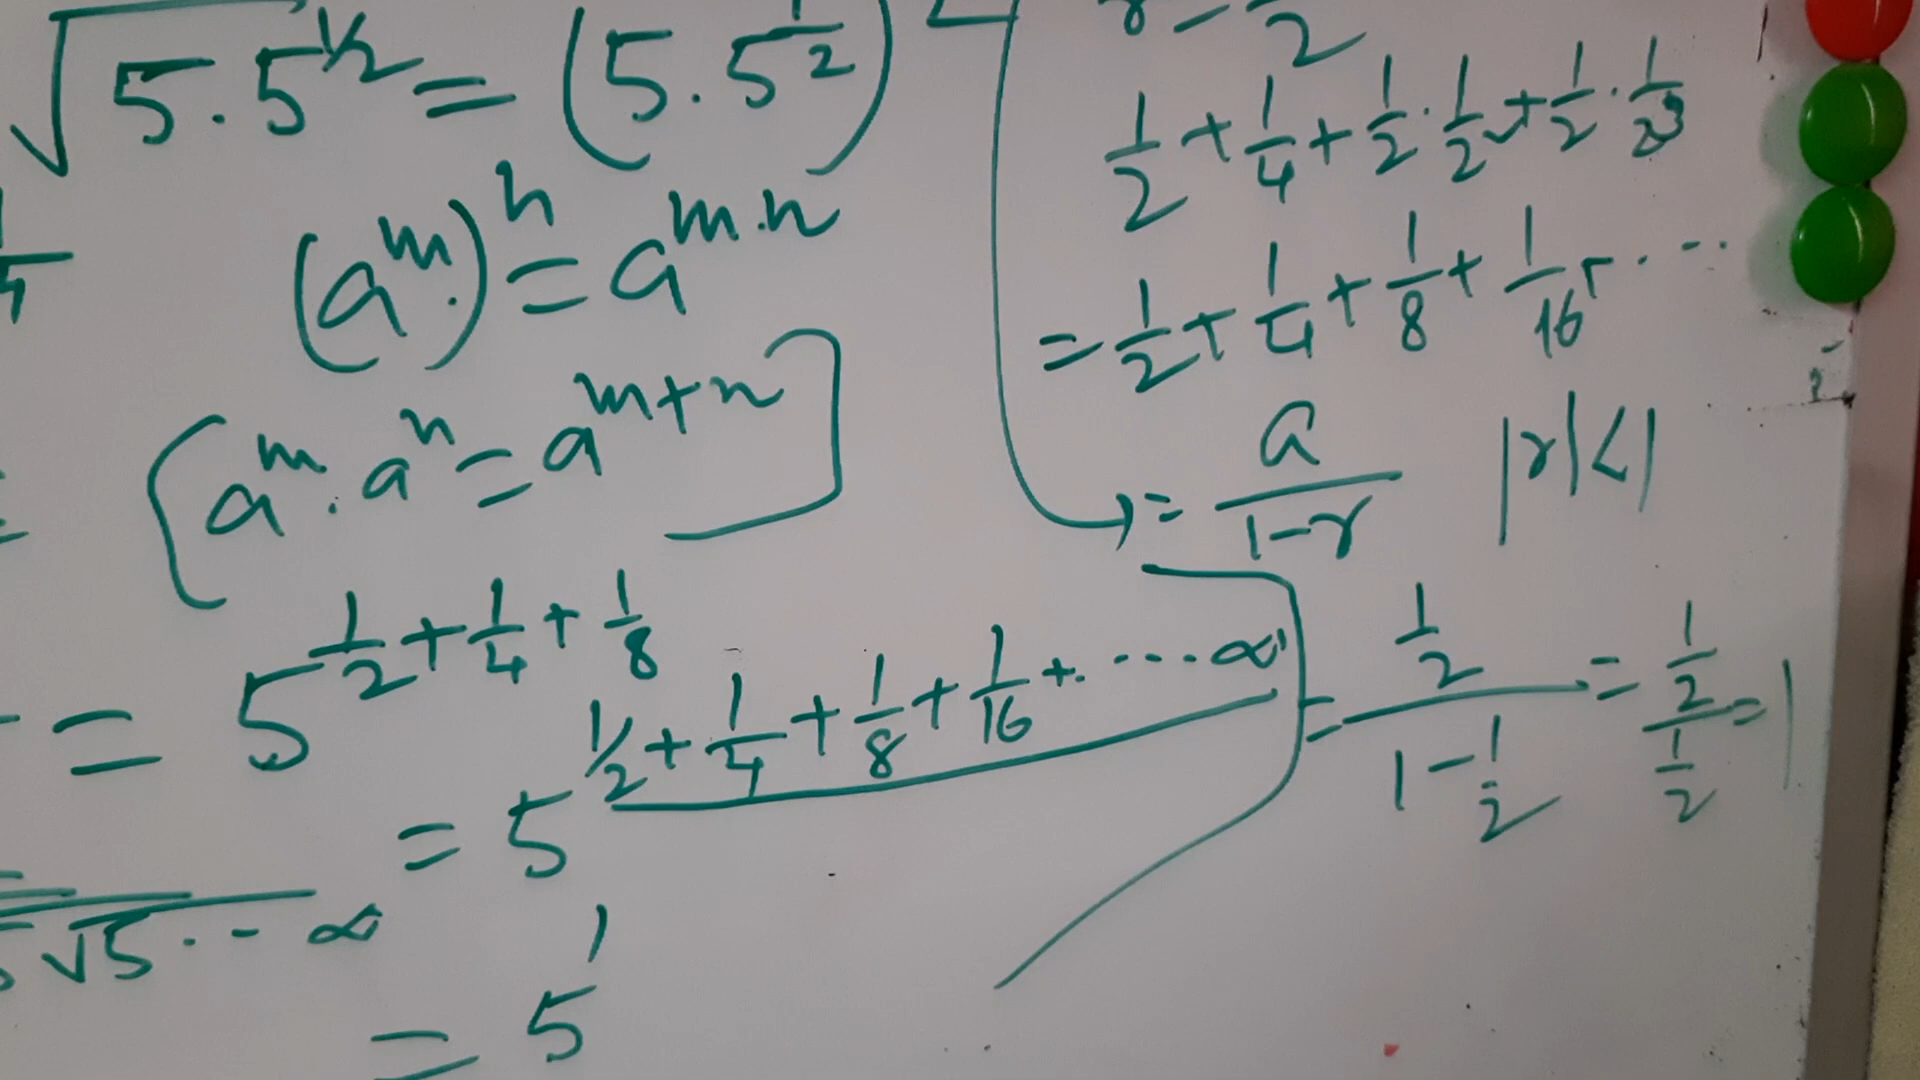 √5.5^1/2 = (5.5^1/2)
(a^m.)^n = a^m.n
[a^m . a^n = a^m+n]
= 5^1/2+1/4+1/8
= 5^1/2+1/4+1/8+1/16+....∞
√5 .-- ∞
= 5^1
r = 1/2
1/2 + 1/4 + 1/2 . 1/2² + 1/2 . 1/2³
= 1/2 + 1/4 + 1/8 + 1/16 + ....
= a/(1-r) |r|<1
= (1/2)/(1-1/2) = (1/2)/(1/2) = 1